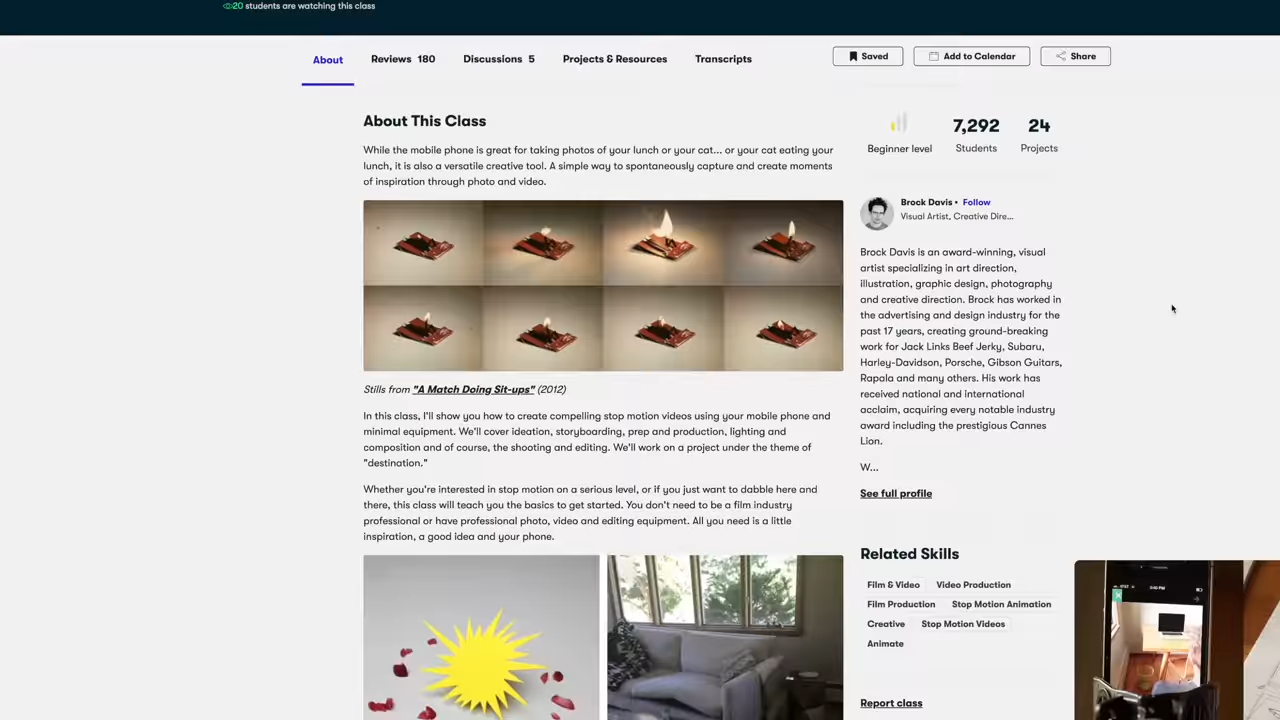 20 students are watching this class
About
Reviews 180
Discussions 5
Projects & Resources
Transcripts
Saved
Add to Calendar
Share
About This Class
While the mobile phone is great for taking photos of your lunch or your cat... or your cat eating your
lunch, it is also a versatile creative tool. A simple way to spontaneously capture and create moments
of inspiration through photo and video.
Stills from "A Match Doing Sit-ups" (2012)
In this class, I'll show you how to create compelling stop motion videos using your mobile phone and
minimal equipment. We'll cover ideation, storyboarding, prep and production, lighting and
composition and of course, the shooting and editing. We'll work on a project under the theme of
"destination."
Whether you're interested in stop motion on a serious level, or if you just want to dabble here and
there, this class will teach you the basics to get started. You don't need to be a film industry
professional or have professional photo, video and editing equipment. All you need is a little
inspiration, a good idea and your phone.
Beginner level
7,292
Students
24
Projects
Brock Davis • Follow
Visual Artist, Creative Dire...
Brock Davis is an award-winning, visual
artist specializing in art direction,
illustration, graphic design, photography
and creative direction. Brock has worked in
the advertising and design industry for the
past 17 years, creating ground-breaking
work for Jack Links Beef Jerky, Subaru,
Harley-Davidson, Porsche, Gibson Guitars,
Rapala and many others. His work has
received national and international
acclaim, acquiring every notable industry
award including the prestigious Cannes
Lion.
W...
See full profile
Related Skills
Film & Video Video Production
Film Production Stop Motion Animation
Creative Stop Motion Videos
Animate
Report class